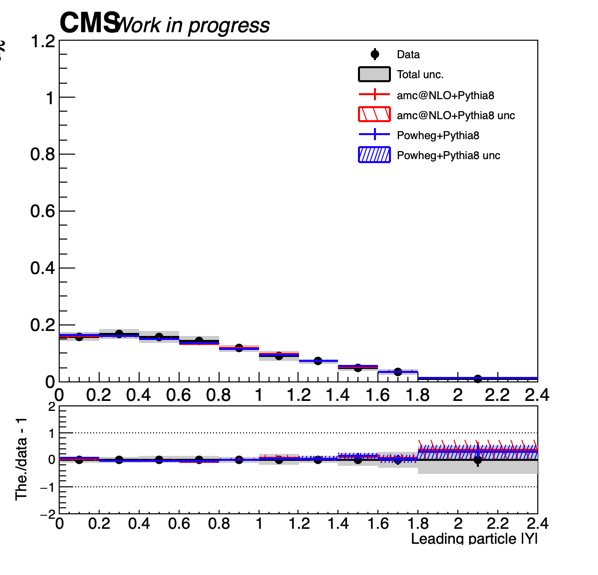 CMS Work in progress
1.2
1
0.8
0.6
0.4
0.2
0
Data
Total unc.
amc@NLO+Pythia8
amc@NLO+Pythia8 unc
Powheg+Pythia8
Powheg+Pythia8 unc
0 0.2 0.4 0.6 0.8 1 1.2 1.4 1.6 1.8 2 2.2 2.4
The./data - 1
2
1
0
−1
−2
0 0.2 0.4 0.6 0.8 1 1.2 1.4 1.6 1.8 2 2.2 2.4
Leading particle |Y|